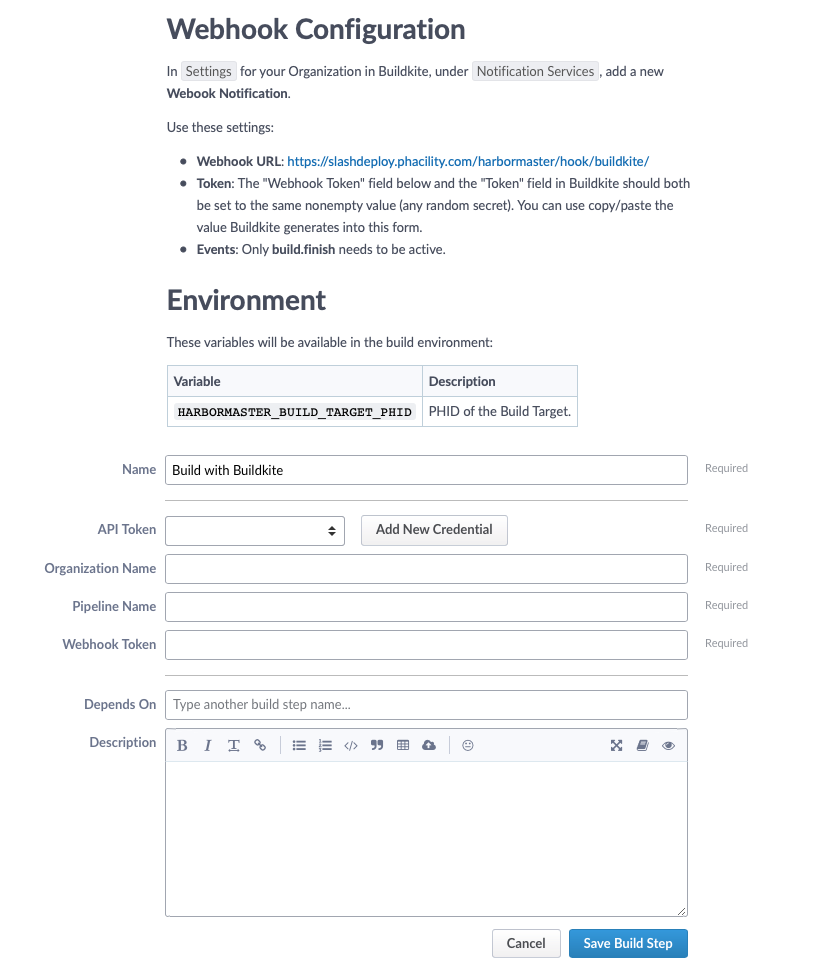 Webhook Configuration
In Settings for your Organization in Buildkite, under Notification Services , add a new
Webook Notification.
Use these settings:
Webhook URL: https://slashdeploy.phacility.com/harbormaster/hook/buildkite/
Token: The "Webhook Token" field below and the "Token" field in Buildkite should both
be set to the same nonempty value (any random secret). You can use copy/paste the
value Buildkite generates into this form.
Events: Only build.finish needs to be active.
Environment
These variables will be available in the build environment:
Variable Description
HARBORMASTER_BUILD_TARGET_PHID PHID of the Build Target.
Name Build with Buildkite Required
API Token Add New Credential Required
Organization Name Required
Pipeline Name Required
Webhook Token Required
Depends On Type another build step name...
Description
Cancel Save Build Step